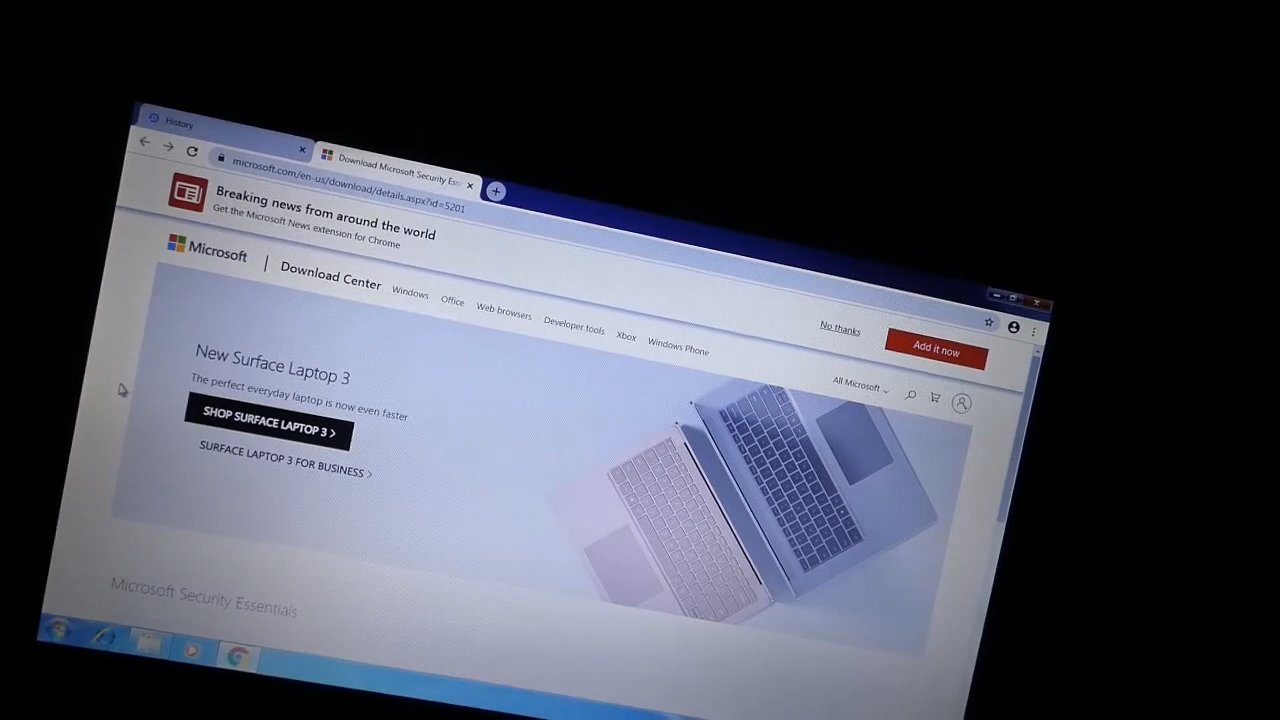 History
Download Microsoft Security Ess
microsoft.com/en-us/download/details.aspx?id=5201
Breaking news from around the world
Get the Microsoft News extension for Chrome
No thanks
Add it now
Microsoft
Download Center
Windows
Office
Web browsers
Developer tools
Xbox
Windows Phone
All Microsoft
New Surface Laptop 3
The perfect everyday laptop is now even faster
SHOP SURFACE LAPTOP 3 >
SURFACE LAPTOP 3 FOR BUSINESS >
Microsoft Security Essentials